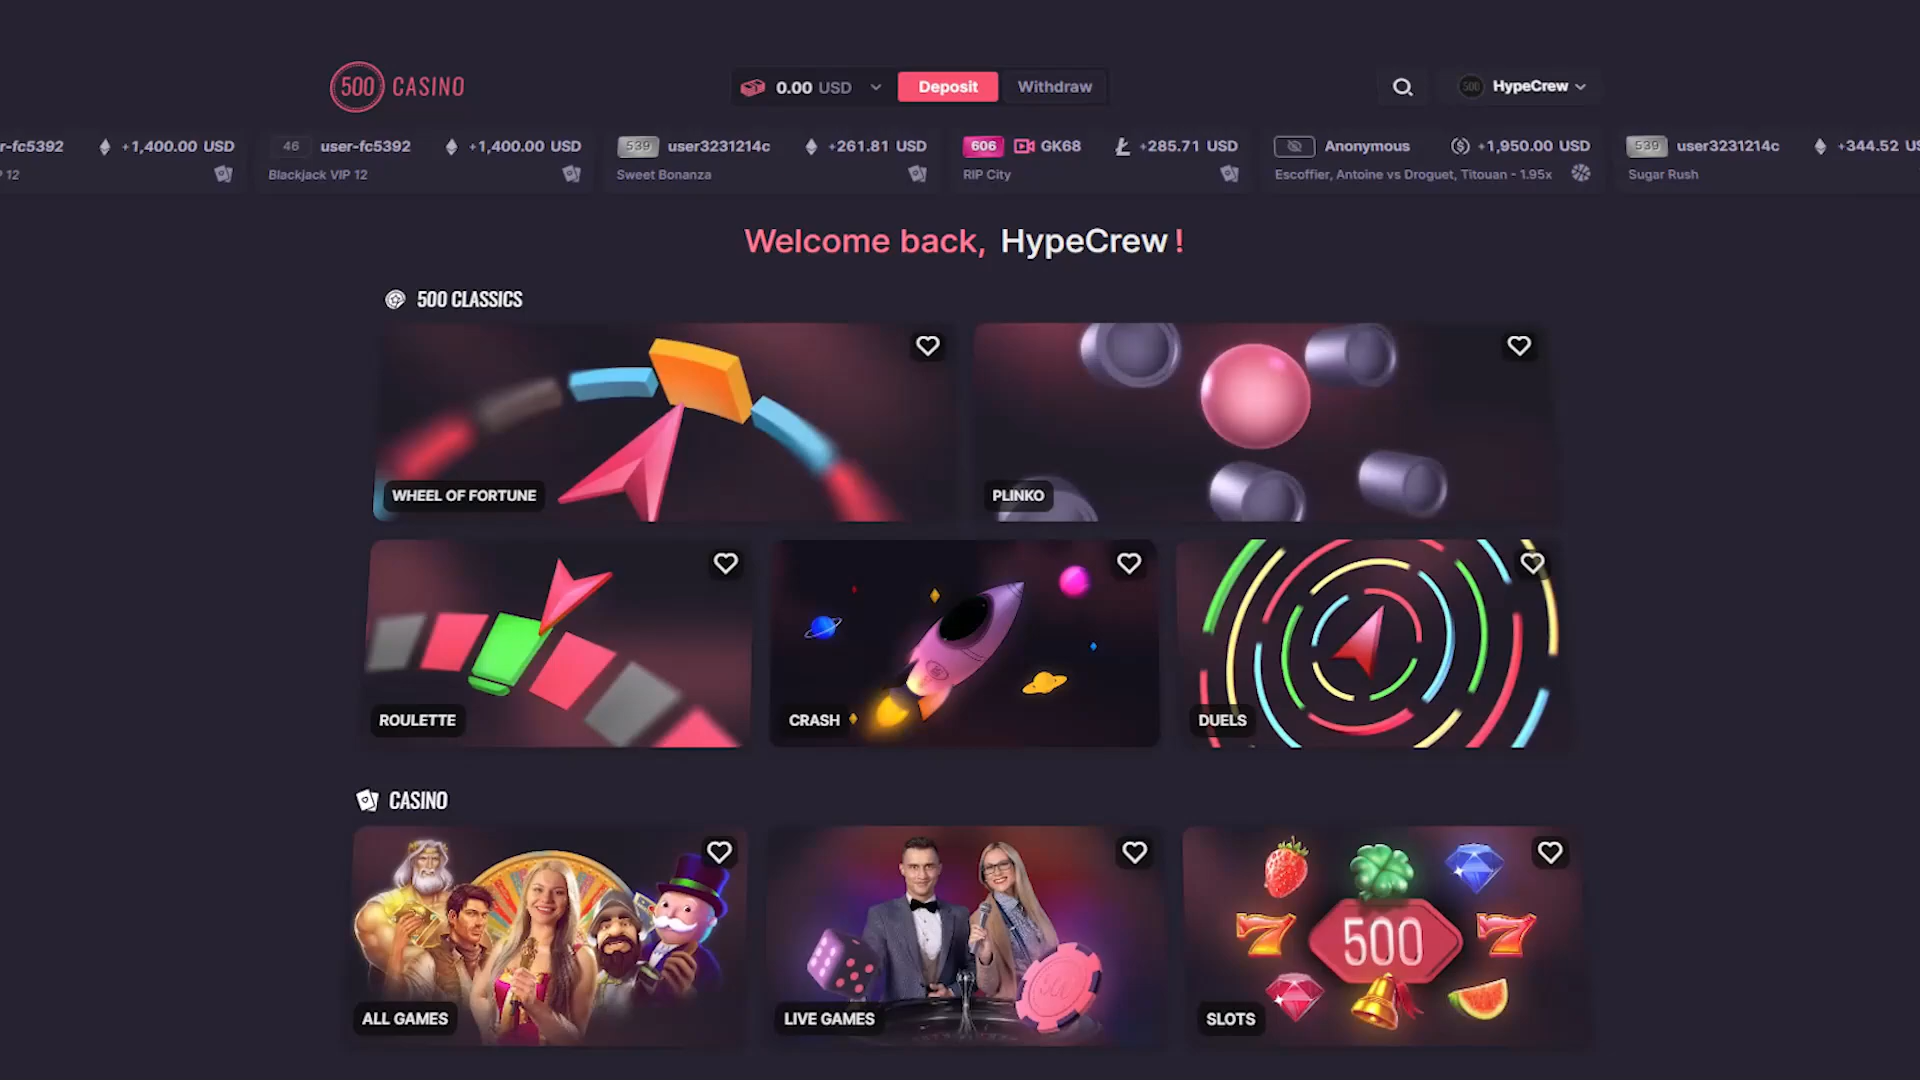 500 CASINO
0.00 USD
Deposit
Withdraw
500
HypeCrew
r-fc5392 +1,400.00 USD
P 12
46 user-fc5392 +1,400.00 USD
Blackjack VIP 12
539 user3231214c +261.81 USD
Sweet Bonanza
606 GK68 +285.71 USD
RIP City
Anonymous +1,950.00 USD
Escoffier, Antoine vs Droguet, Titouan - 1.95x
539 user3231214c +344.52 US
Sugar Rush
Welcome back, HypeCrew!
500 CLASSICS
WHEEL OF FORTUNE
PLINKO
ROULETTE
CRASH
DUELS
CASINO
ALL GAMES
LIVE GAMES
500
SLOTS